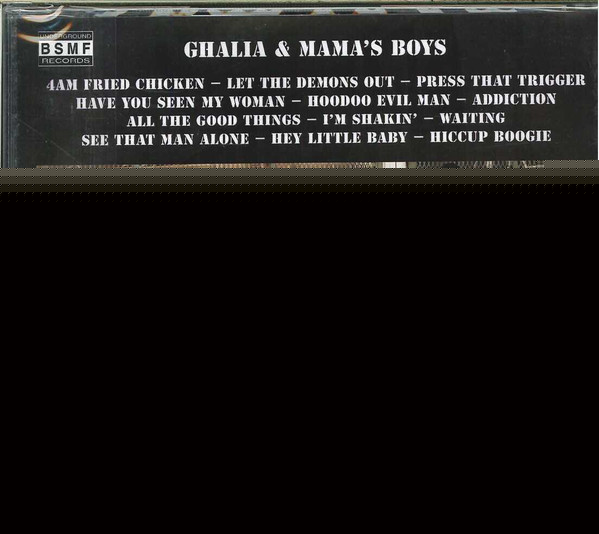 UNDERGROUND
BSMF
RECORDS
GHALIA & MAMA'S BOYS
4AM FRIED CHICKEN – LET THE DEMONS OUT – PRESS THAT TRIGGER
HAVE YOU SEEN MY WOMAN – HOODOO EVIL MAN – ADDICTION
ALL THE GOOD THINGS – I'M SHAKIN' – WAITING
SEE THAT MAN ALONE – HEY LITTLE BABY – HICCUP BOOGIE